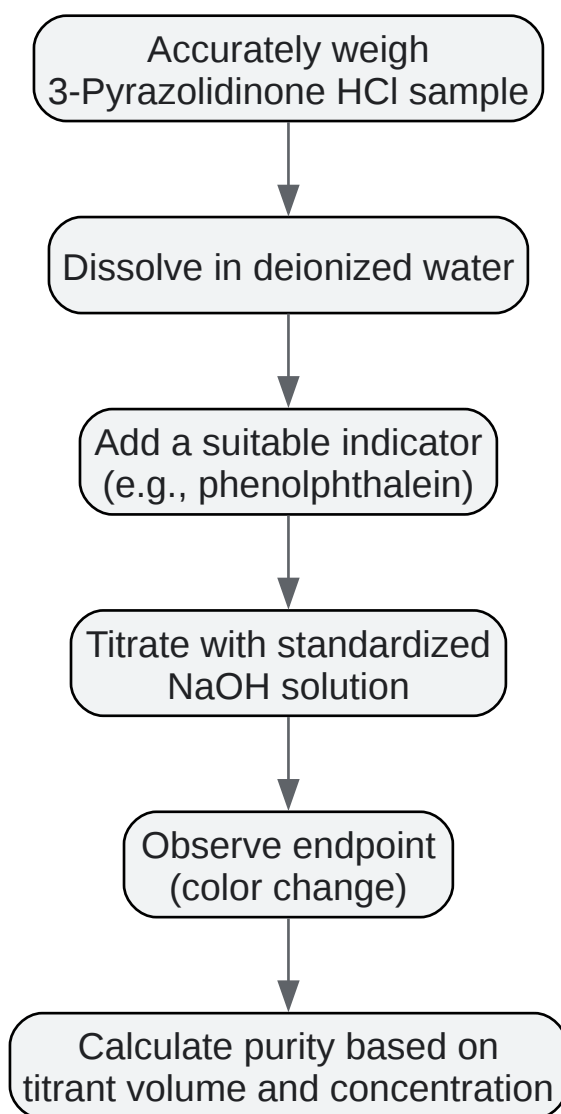 Accurately weigh
3-Pyrazolidinone HCl sample
Dissolve in deionized water
Add a suitable indicator
(e.g., phenolphthalein)
Titrate with standardized
NaOH solution
Observe endpoint
(color change)
Calculate purity based on
titrant volume and concentration